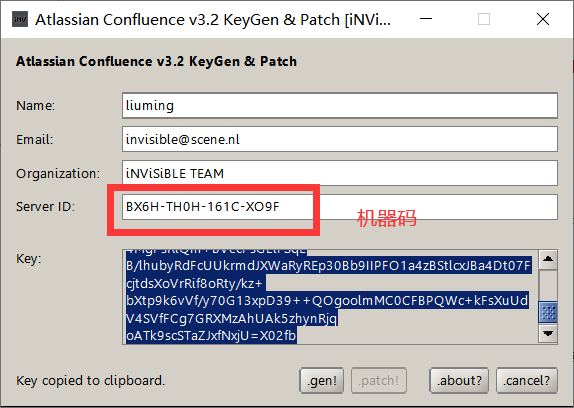 Atlassian Confluence v3.2 KeyGen & Patch [iNVi...
Atlassian Confluence v3.2 KeyGen & Patch
Name:
liuming
Email:
invisible@scene.nl
Organization:
iNViSiBLE TEAM
Server ID:
BX6H-TH0H-161C-XO9F
机器码
Key:
B/lhubyRdFcUUkrmdJXWaRyREp30Bb9IIPFO1a4zBStlcxJBa4Dt07F
cjtdsXoVrRif8oRty/kz+
bXtp9k6vVf/y70G13xpD39++QOgoolmMC0CFBPQWc+kFsXuUd
V4SVfFCg7GRXMzAhUAk5zhynRjq
oATk9scSTaZJxfNxjU=X02fb
Key copied to clipboard.
.gen!
.patch!
.about?
.cancel?